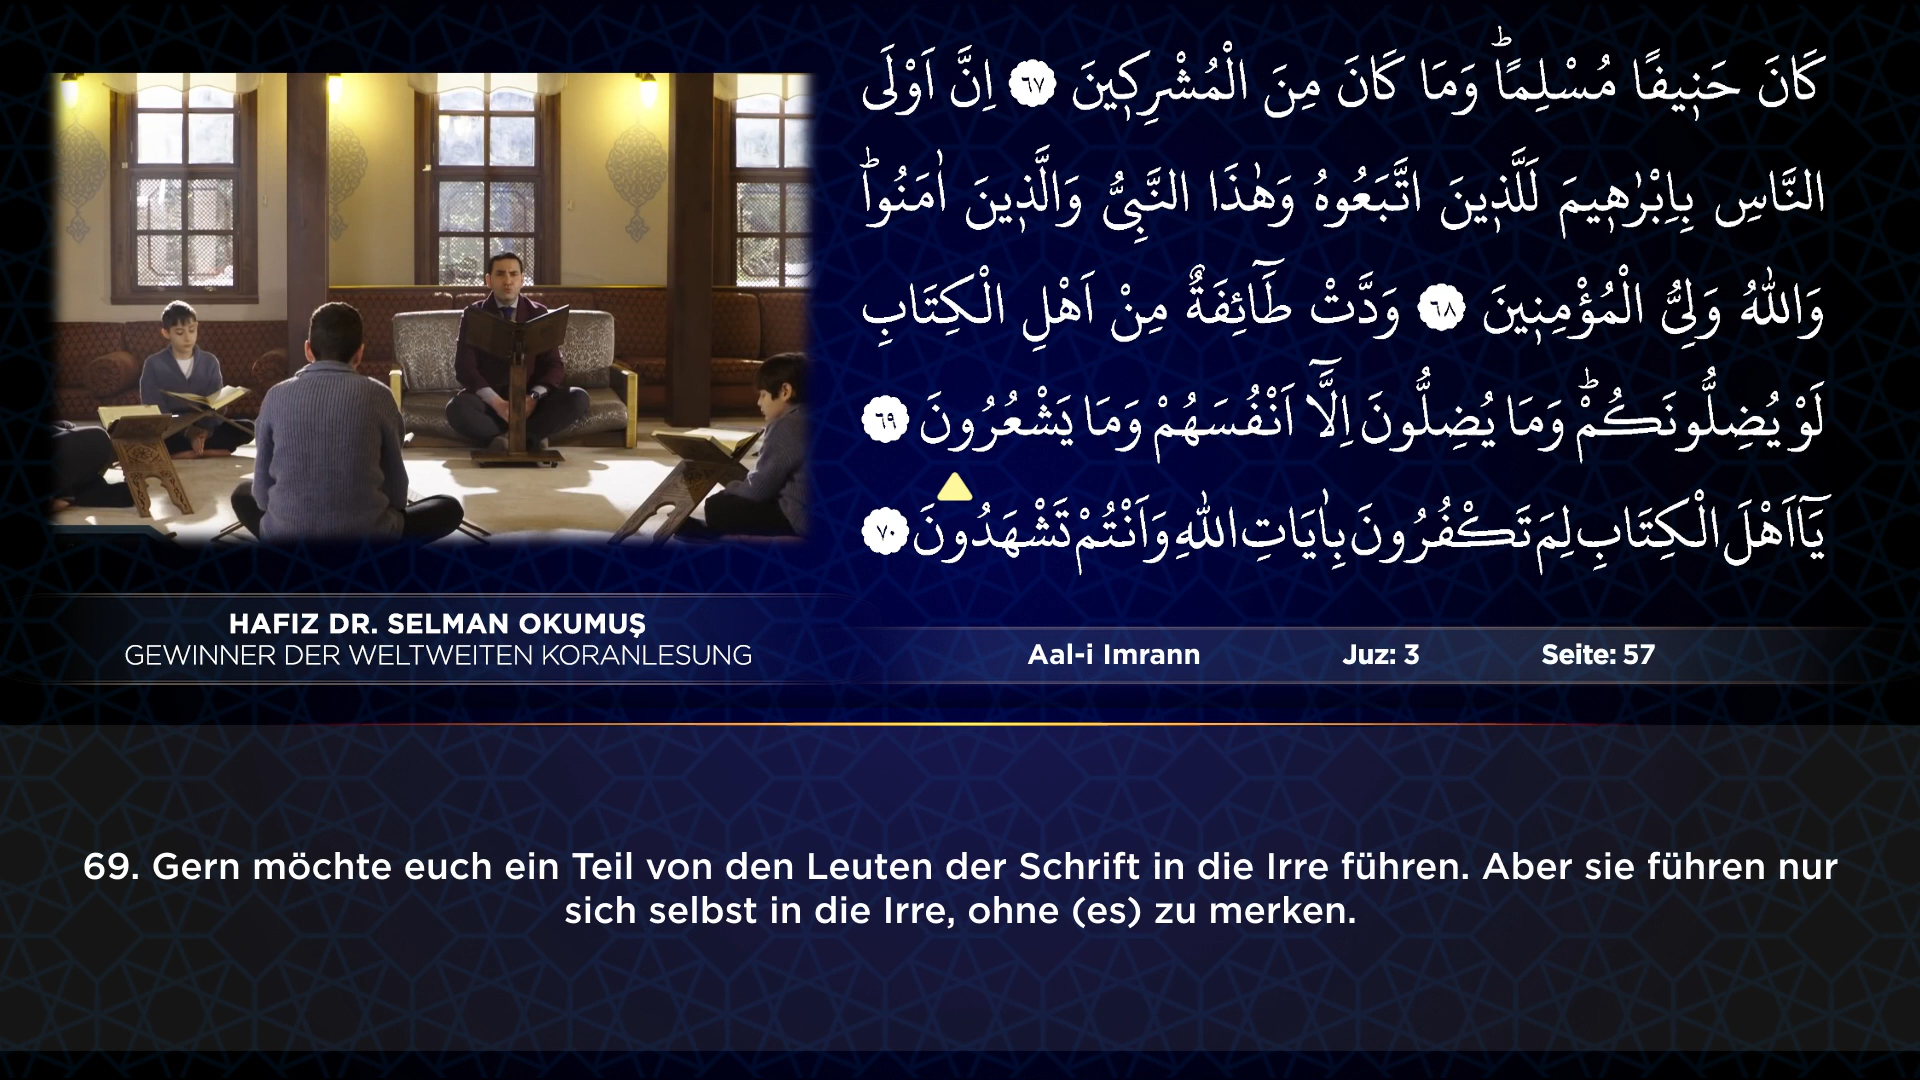 كَانَ حَنٖيفًا مُسْلِمًاؕ وَمَا كَانَ مِنَ الْمُشْرِكٖينَ ٦٧ اِنَّ اَوْلَى
النَّاسِ بِاِبْرٰهٖيمَ لَلَّذٖينَ اتَّبَعُوهُ وَهٰذَا النَّبِيُّ وَالَّذٖينَ اٰمَنُواؕ
وَاللّٰهُ وَلِيُّ الْمُؤْمِنٖينَ ٦٨ وَدَّتْ طَٓائِفَةٌ مِنْ اَهْلِ الْكِتَابِ
لَوْ يُضِلُّونَكُمْؕ وَمَا يُضِلُّونَ اِلَّٓا اَنْفُسَهُمْ وَمَا يَشْعُرُونَ ٦٩
يَٓا اَهْلَ الْكِتَابِ لِمَ تَكْفُرُونَ بِاٰيَاتِ اللّٰهِ وَاَنْتُمْ تَشْهَدُونَ ٧٠
HAFIZ DR. SELMAN OKUMUŞ
GEWINNER DER WELTWEITEN KORANLESUNG
Aal-i Imrann Juz: 3 Seite: 57
69. Gern möchte euch ein Teil von den Leuten der Schrift in die Irre führen. Aber sie führen nur
sich selbst in die Irre, ohne (es) zu merken.